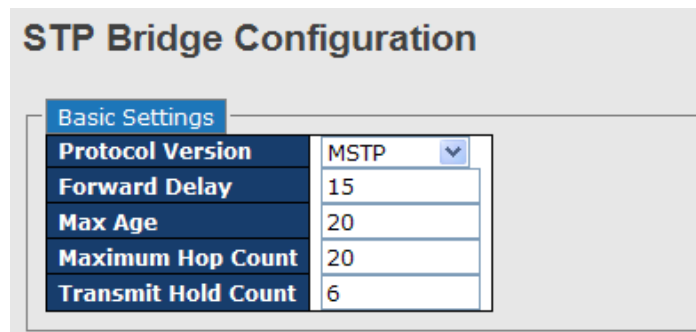 STP Bridge Configuration
Basic Settings
Protocol Version MSTP
Forward Delay 15
Max Age 20
Maximum Hop Count 20
Transmit Hold Count 6